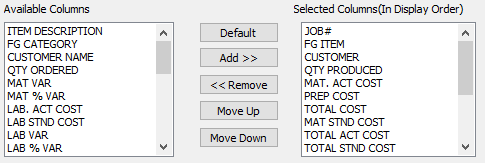 Available Columns
ITEM DESCRIPTION
FG CATEGORY
CUSTOMER NAME
QTY ORDERED
MAT VAR
MAT % VAR
LAB. ACT COST
LAB STND COST
LAB VAR
LAB % VAR
Default
Add >>
<< Remove
Move Up
Move Down
Selected Columns(In Display Order)
JOB#
FG ITEM
CUSTOMER
QTY PRODUCED
MAT. ACT COST
PREP COST
TOTAL COST
MAT STND COST
TOTAL ACT COST
TOTAL STND COST